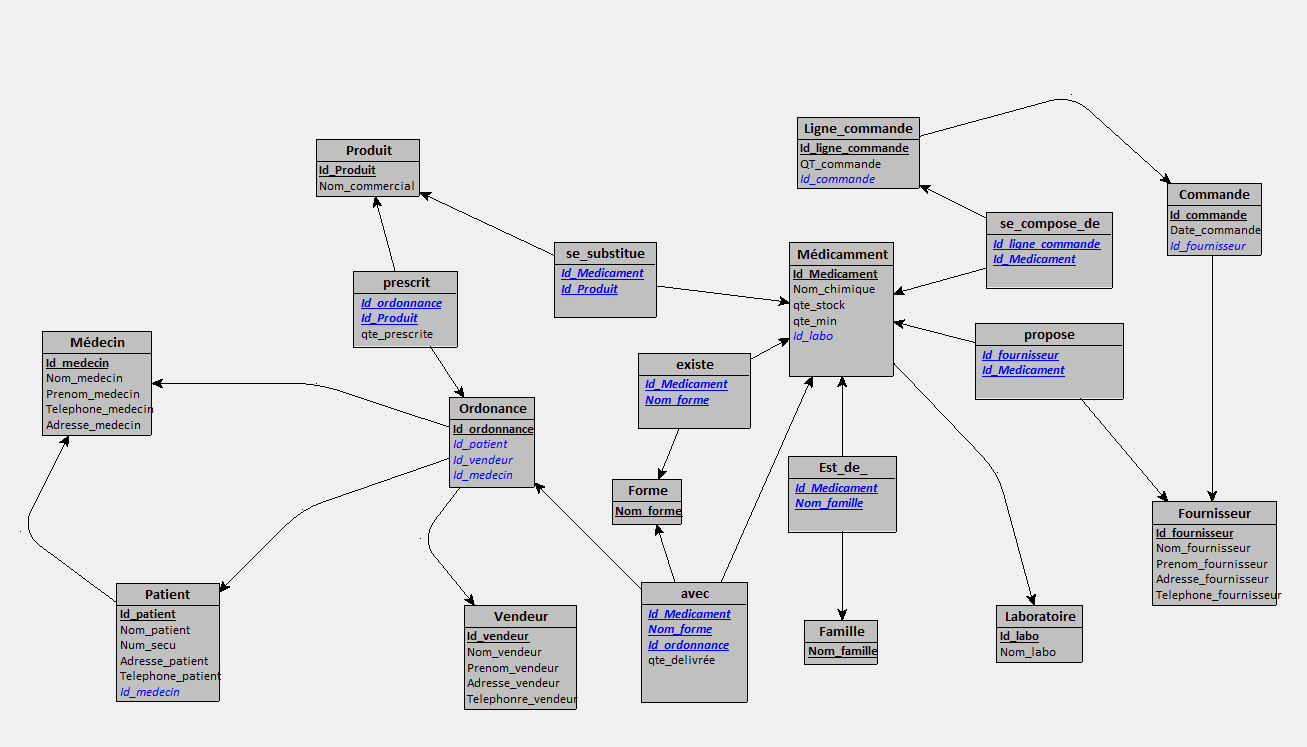 Ligne_commande
Id_ligne_commande
QT_commande
Id_commande
Produit
Id_Produit
Nom_commercial
Commande
Id_commande
Date_commande
Id_fournisseur
se_compose_de
Id_ligne_commande
Id_Medicament
se_substitue
Id_Medicament
Id_Produit
Médicamment
Id_Medicament
Nom_chimique
qte_stock
qte_min
Id_labo
prescrit
Id_ordonnance
Id_Produit
qte_prescrite
propose
Id_fournisseur
Id_Medicament
Médecin
Id_medecin
Nom_medecin
Prenom_medecin
Telephone_medecin
Adresse_medecin
existe
Id_Medicament
Nom_forme
Ordonance
Id_ordonnance
Id_patient
Id_vendeur
Id_medecin
Est_de_
Id_Medicament
Nom_famille
Forme
Nom_forme
Fournisseur
Id_fournisseur
Nom_fournisseur
Prenom_fournisseur
Adresse_fournisseur
Telephone_fournisseur
Patient
Id_patient
Nom_patient
Num_secu
Adresse_patient
Telephone_patient
Id_medecin
Vendeur
Id_vendeur
Nom_vendeur
Prenom_vendeur
Adresse_vendeur
Telephonre_vendeur
avec
Id_Medicament
Nom_forme
Id_ordonnance
qte_delivrée
Famille
Nom_famille
Laboratoire
Id_labo
Nom_labo